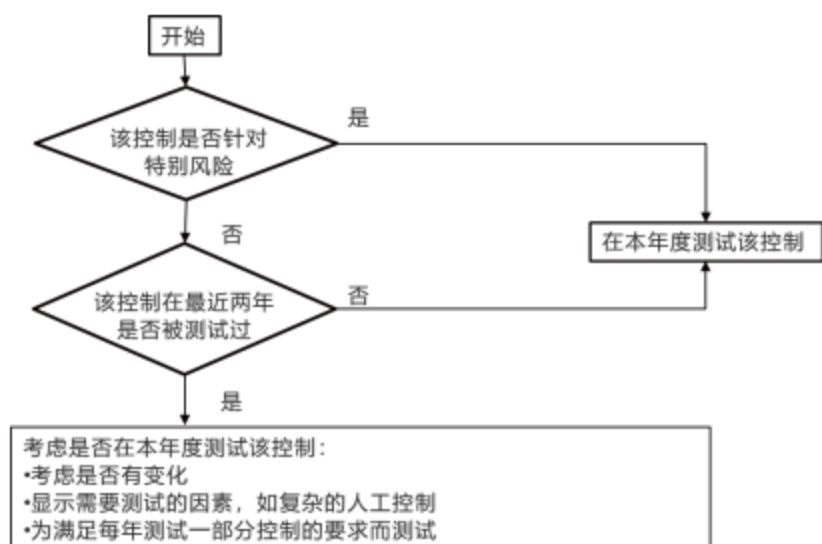 开始
该控制是否针对
特别风险
是
否
在本年度测试该控制
该控制在最近两年
是否被测试过
否
是
考虑是否在本年度测试该控制：
•考虑是否有变化
•显示需要测试的因素，如复杂的人工控制
•为满足每年测试一部分控制的要求而测试